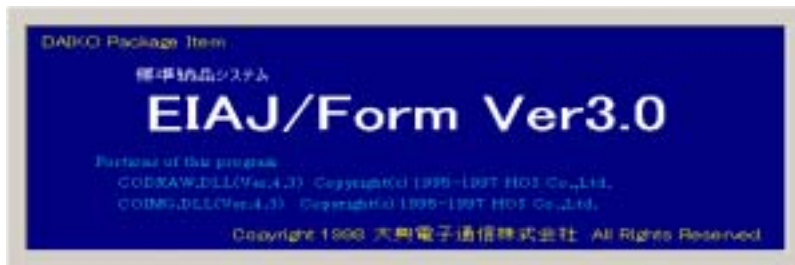 DAIKO Package Item
標準納品システム
EIAJ/Form Ver3.0
Portions of this program
CODRAW.DLL(Ver.4.3) Copyright(c) 1995-1997 HOS Co.,Ltd.
COIMG.DLL(Ver.4.3) Copyright(c) 1995-1997 HOS Co.,Ltd.
Copyright 1998 大興電子通信株式会社 All Rights Reserved